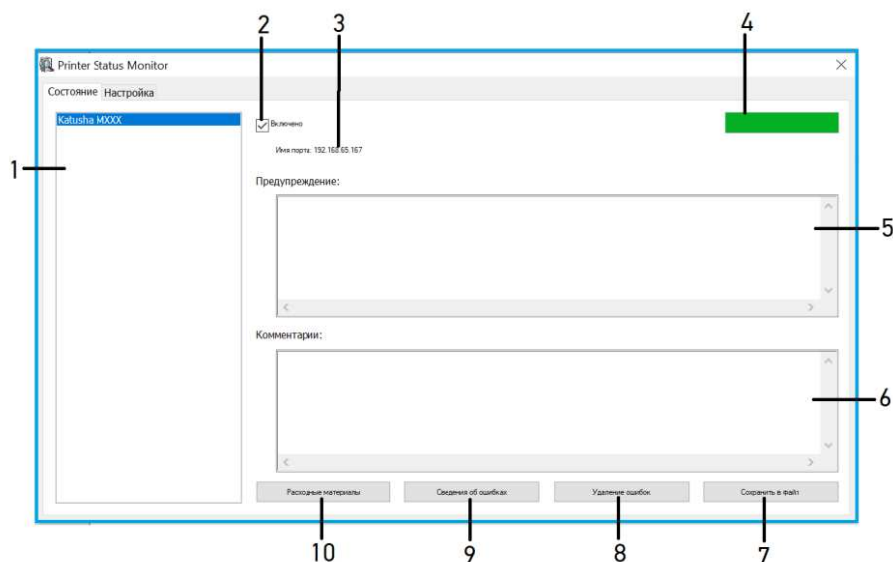 2 3 4
Printer Status Monitor
Состояние Настройка
Katusha MXXX
Включено
Имя порта: 192.168.65.167
1
Предупреждение:
5
Комментарии:
6
Расходные материалы Сведения об ошибках Удаление ошибок Сохранить в файл
10 9 8 7